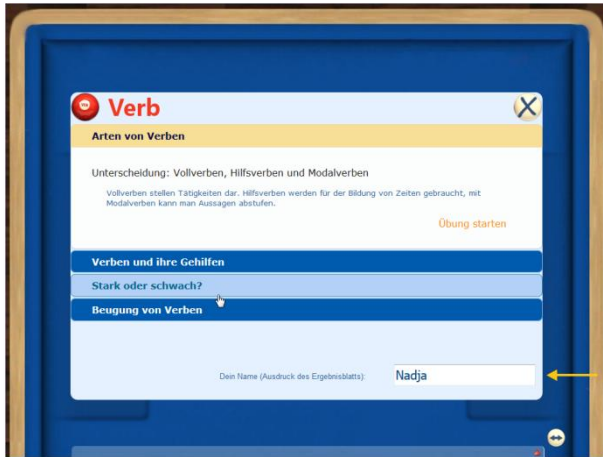 Verb
Arten von Verben
Unterscheidung: Vollverben, Hilfsverben und Modalverben
Vollverben stellen Tätigkeiten dar. Hilfsverben werden für der Bildung von Zeiten gebraucht, mit
Modalverben kann man Aussagen abstufen.
Übung starten
Verben und ihre Gehilfen
Stark oder schwach?
Beugung von Verben
Dein Name (Ausdruck des Ergebnisblatts): Nadja